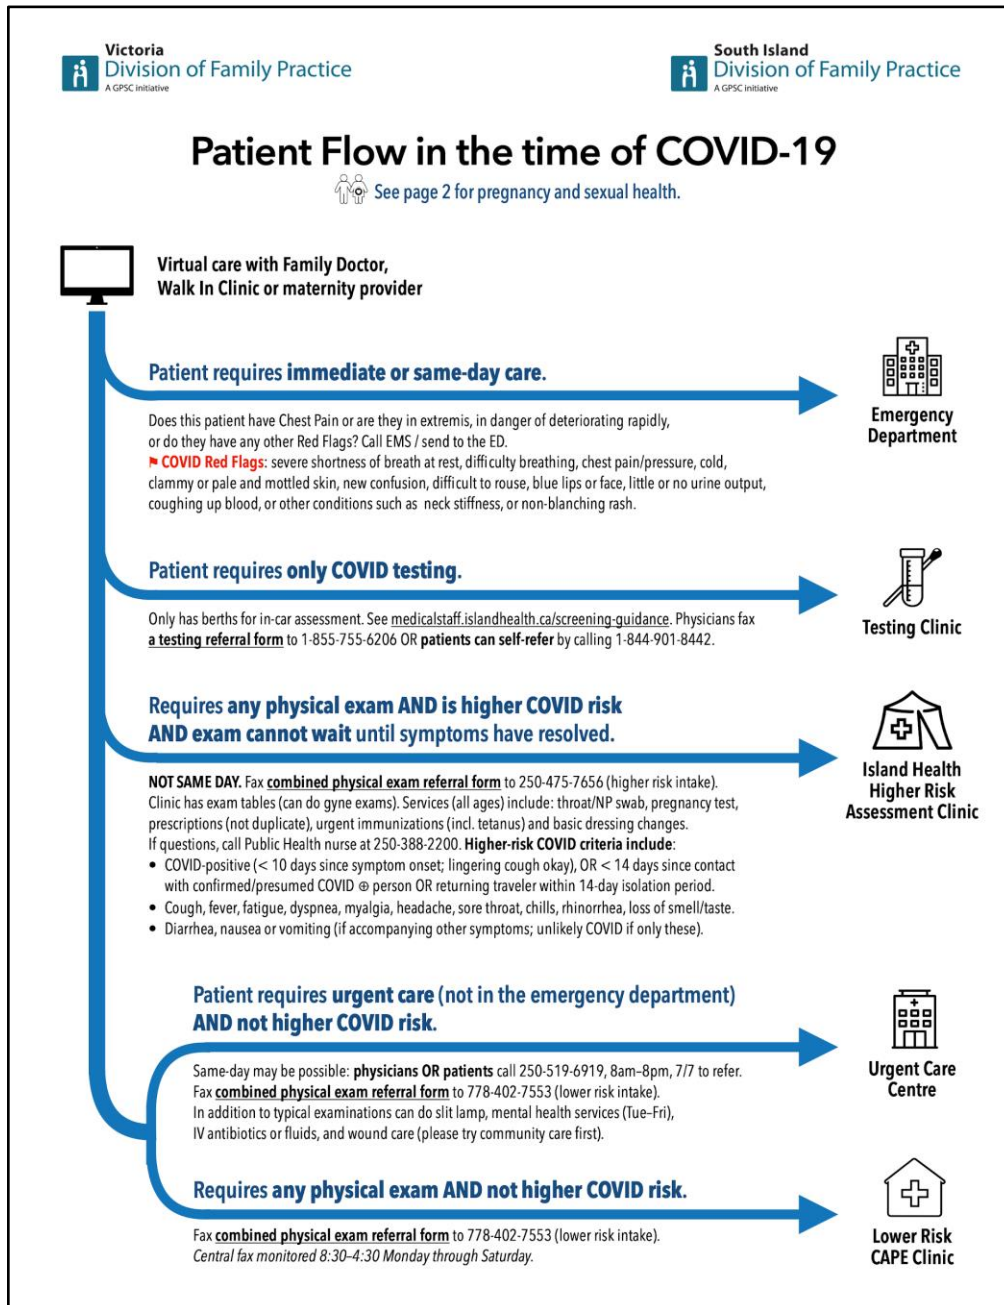 Victoria
Division of Family Practice
A GPSC initiative
South Island
Division of Family Practice
A GPSC initiative
Patient Flow in the time of COVID-19
See page 2 for pregnancy and sexual health.
Virtual care with Family Doctor,
Walk In Clinic or maternity provider
Patient requires immediate or same-day care.
Does this patient have Chest Pain or are they in extremis, in danger of deteriorating rapidly,
or do they have any other Red Flags? Call EMS / send to the ED.
COVID Red Flags: severe shortness of breath at rest, difficulty breathing, chest pain/pressure, cold,
clammy or pale and mottled skin, new confusion, difficult to rouse, blue lips or face, little or no urine output,
coughing up blood, or other conditions such as neck stiffness, or non-blanching rash.
Emergency
Department
Patient requires only COVID testing.
Only has berths for in-car assessment. See medicalstaff.islandhealth.ca/screening-guidance. Physicians fax
a testing referral form to 1-855-755-6206 OR patients can self-refer by calling 1-844-901-8442.
Testing Clinic
Requires any physical exam AND is higher COVID risk
AND exam cannot wait until symptoms have resolved.
NOT SAME DAY. Fax combined physical exam referral form to 250-475-7656 (higher risk intake).
Clinic has exam tables (can do gyne exams). Services (all ages) include: throat/NP swab, pregnancy test,
prescriptions (not duplicate), urgent immunizations (incl. tetanus) and basic dressing changes.
If questions, call Public Health nurse at 250-388-2200. Higher-risk COVID criteria include:
• COVID-positive (< 10 days since symptom onset; lingering cough okay), OR < 14 days since contact
with confirmed/presumed COVID ⊕ person OR returning traveler within 14-day isolation period.
• Cough, fever, fatigue, dyspnea, myalgia, headache, sore throat, chills, rhinorrhea, loss of smell/taste.
• Diarrhea, nausea or vomiting (if accompanying other symptoms; unlikely COVID if only these).
Island Health
Higher Risk
Assessment Clinic
Patient requires urgent care (not in the emergency department)
AND not higher COVID risk.
Same-day may be possible: physicians OR patients call 250-519-6919, 8am–8pm, 7/7 to refer.
Fax combined physical exam referral form to 778-402-7553 (lower risk intake).
In addition to typical examinations can do slit lamp, mental health services (Tue–Fri),
IV antibiotics or fluids, and wound care (please try community care first).
Urgent Care
Centre
Requires any physical exam AND not higher COVID risk.
Fax combined physical exam referral form to 778-402-7553 (lower risk intake).
Central fax monitored 8:30–4:30 Monday through Saturday.
Lower Risk
CAPE Clinic